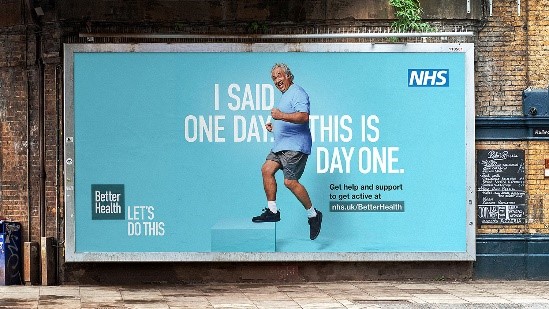 NHS
I SAID
ONE DAY. THIS IS
DAY ONE.
Get help and support
to get active at
nhs.uk/BetterHealth
Better
Health
LET'S
DO THIS